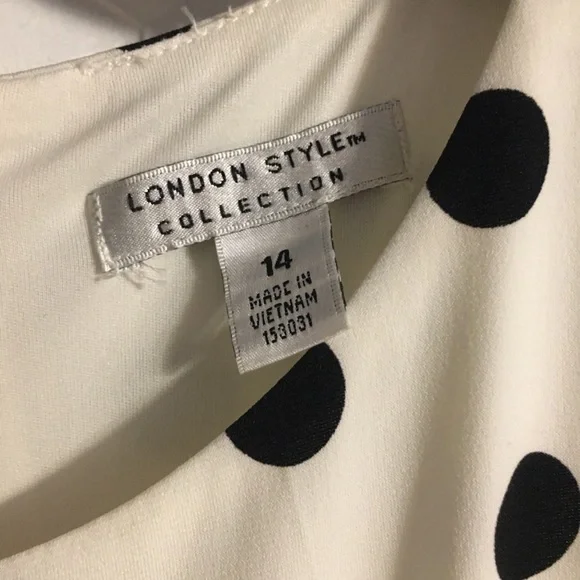 LONDON STYLE™
COLLECTION
14
MADE IN
VIETNAM
153031